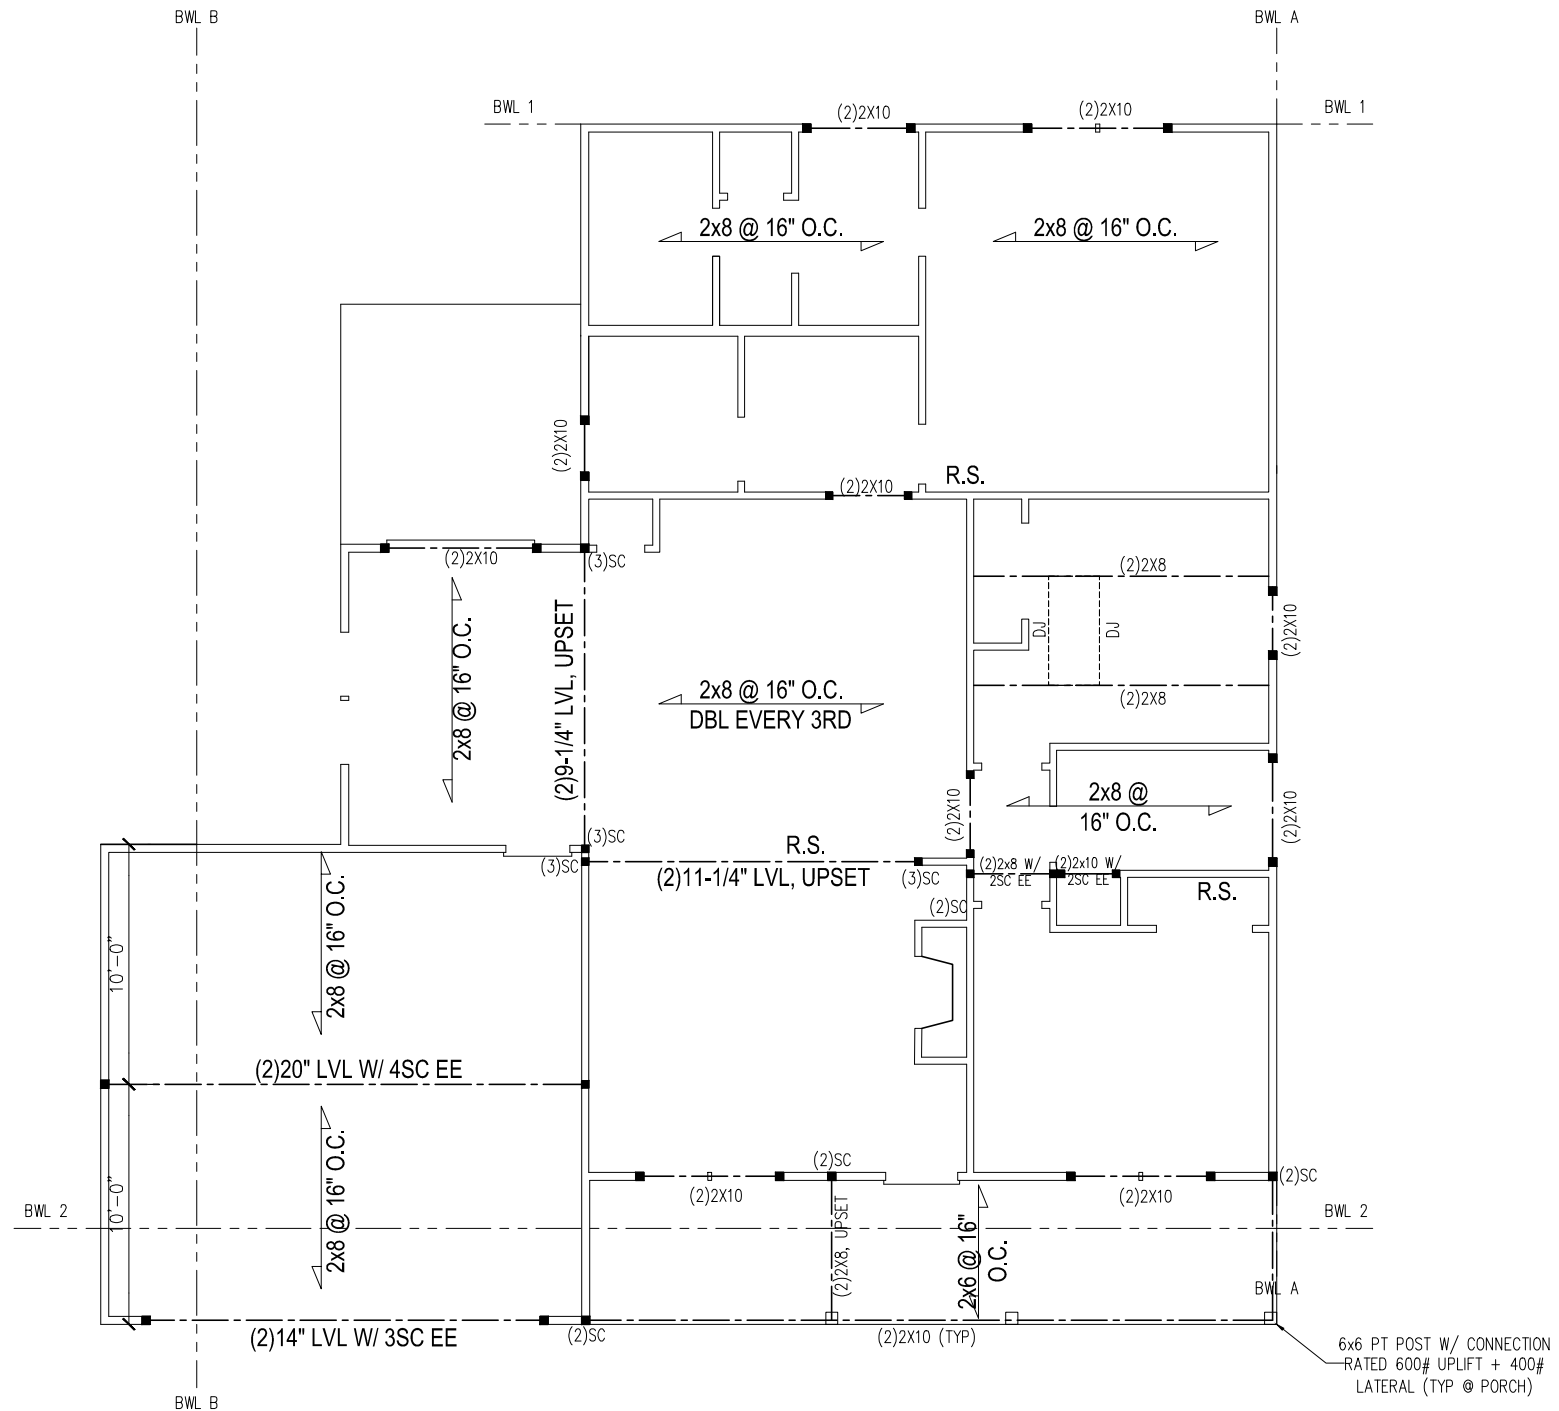 BWL B
BWL A
BWL 1
(2)2X10
(2)2X10
BWL 1
2x8 @ 16" O.C.
2x8 @ 16" O.C.
(2)2X10
R.S.
(2)2X10
(2)2X10
(3)SC
(2)2X8
2x8 @ 16" O.C.
(2)9-1/4" LVL, UPSET
DJ
DJ
(2)2X10
2x8 @ 16" O.C.
DBL EVERY 3RD
(2)2X8
(2)2X10
2x8 @
16" O.C.
(2)2X10
(3)SC
R.S.
(3)SC
(2)11-1/4" LVL, UPSET
(3)SC
(2)2x8 W/
2SC EE
(2)2x10 W/
2SC EE
R.S.
(2)SC
2x8 @ 16" O.C.
10'-0"
(2)20" LVL W/ 4SC EE
2x8 @ 16" O.C.
10'-0"
(2)SC
(2)2X10
(2)2X10
(2)SC
BWL 2
BWL 2
(2)2X8, UPSET
2x6 @ 16"
O.C.
BWL A
(2)14" LVL W/ 3SC EE
(2)SC
(2)2X10 (TYP)
6x6 PT POST W/ CONNECTION
RATED 600# UPLIFT + 400#
LATERAL (TYP @ PORCH)
BWL B